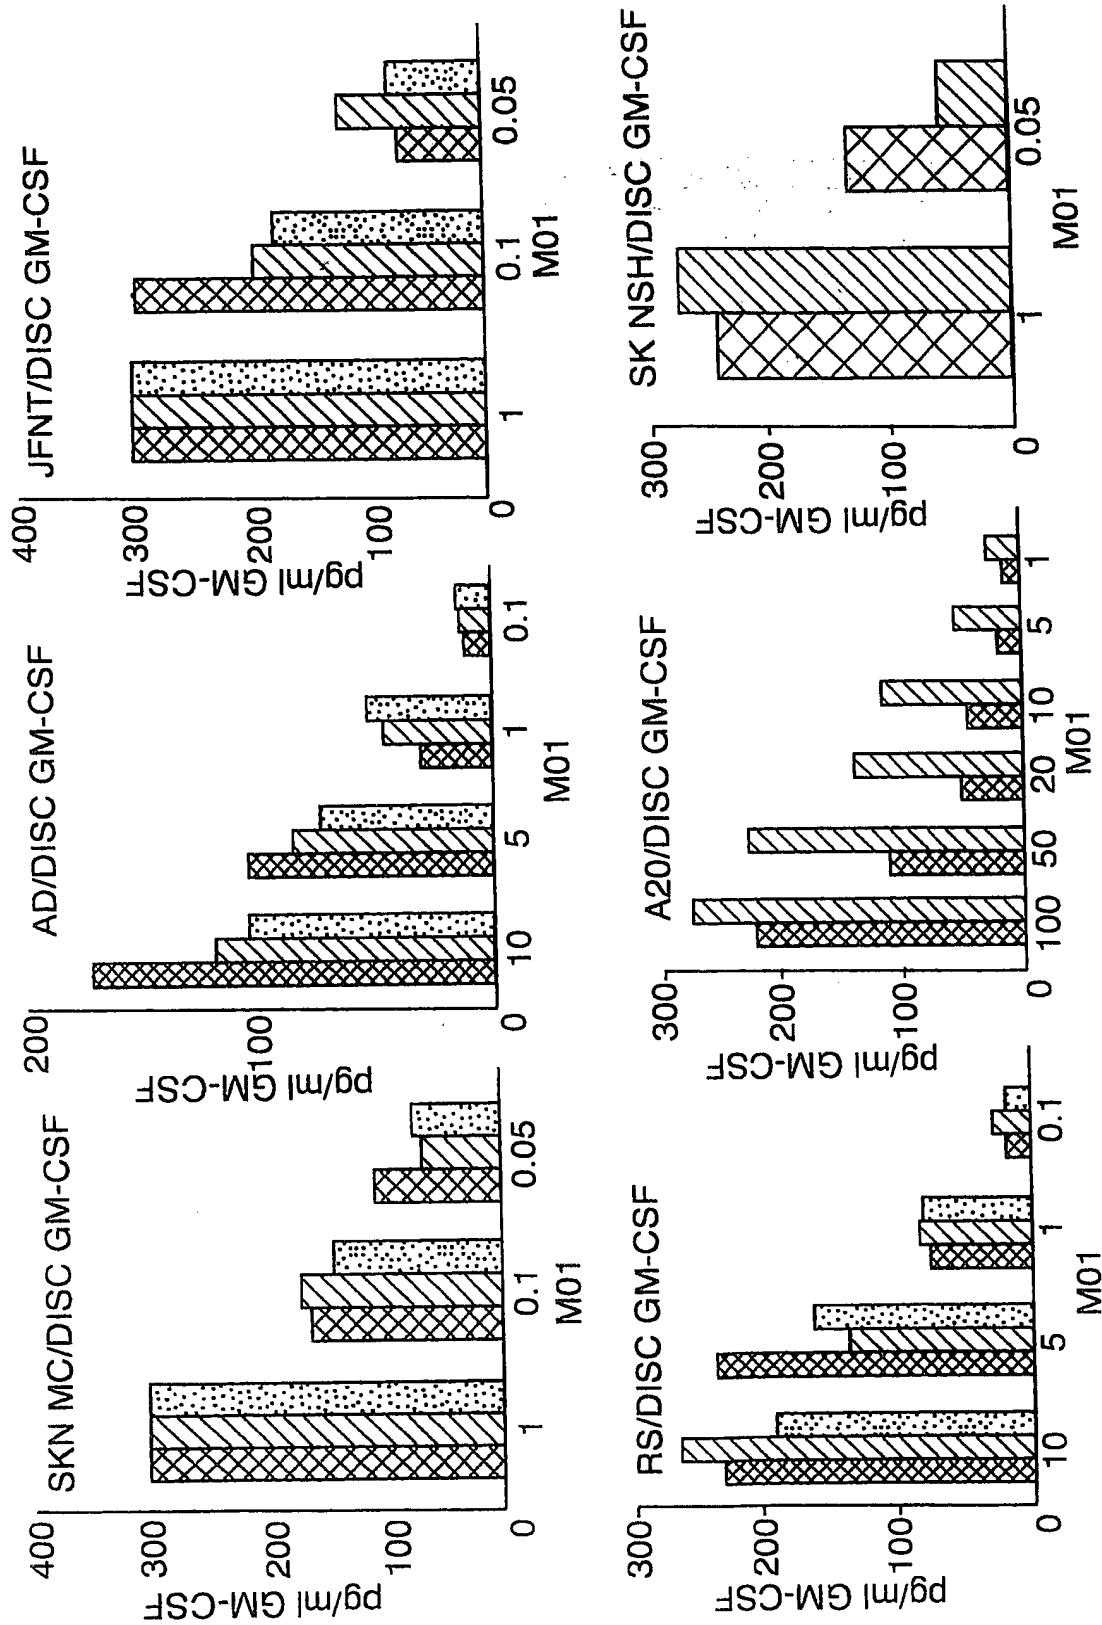 SKN MC/DISC GM-CSF
pg/ml GM-CSF
400
300
200
100
0
1
0.1
0.05
M01
AD/DISC GM-CSF
pg/ml GM-CSF
200
100
0
10
5
1
0.1
M01
JFNT/DISC GM-CSF
pg/ml GM-CSF
400
300
200
100
0
1
0.1
0.05
M01
RS/DISC GM-CSF
pg/ml GM-CSF
300
200
100
0
10
5
1
0.1
M01
A20/DISC GM-CSF
pg/ml GM-CSF
300
200
100
0
100
50
20
10
5
1
M01
SK NSH/DISC GM-CSF
pg/ml GM-CSF
300
200
100
0
1
0.05
M01